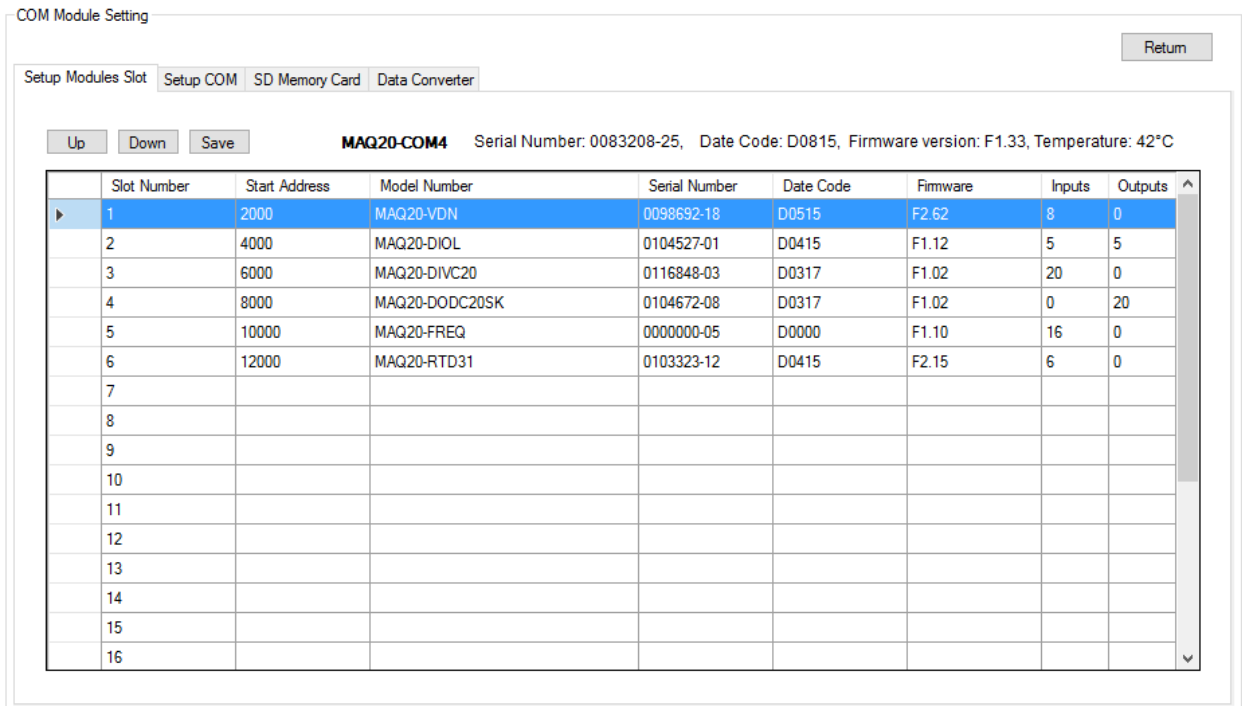 COM Module Setting
Return
Setup Modules Slot Setup COM SD Memory Card Data Converter
Up Down Save MAQ20-COM4 Serial Number: 0083208-25, Date Code: D0815, Firmware version: F1.33, Temperature: 42°C
Slot Number Start Address Model Number Serial Number Date Code Firmware Inputs Outputs
1 2000 MAQ20-VDN 0098692-18 D0515 F2.62 8 0
2 4000 MAQ20-DIOL 0104527-01 D0415 F1.12 5 5
3 6000 MAQ20-DIVC20 0116848-03 D0317 F1.02 20 0
4 8000 MAQ20-DODC20SK 0104672-08 D0317 F1.02 0 20
5 10000 MAQ20-FREQ 0000000-05 D0000 F1.10 16 0
6 12000 MAQ20-RTD31 0103323-12 D0415 F2.15 6 0
7
8
9
10
11
12
13
14
15
16